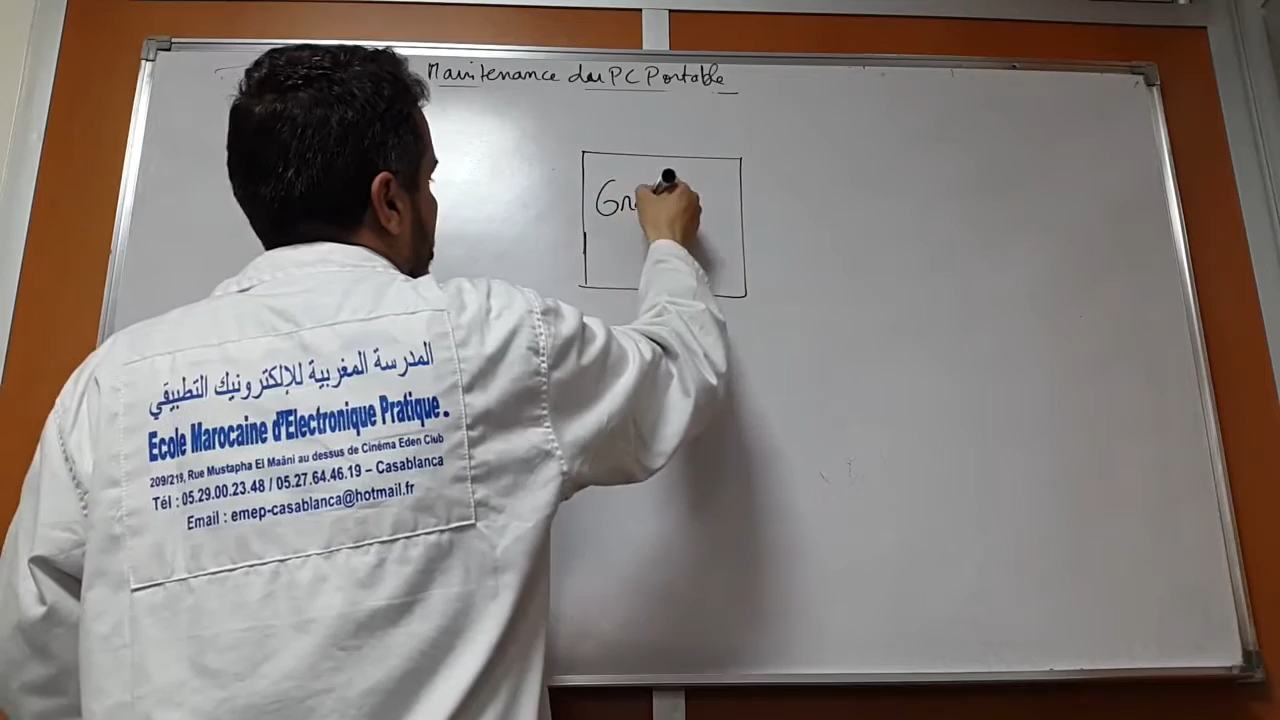 Maintenance du PC Portable
Gr
المدرسة المغربية للإلكترونيك التطبيقي
Ecole Marocaine d'Electronique Pratique.
209/219, Rue Mustapha El Maâni au dessus de Cinéma Eden Club
Tél : 05.29.00.23.48 / 05.27.64.46.19 – Casablanca
Email : emep-casablanca@hotmail.fr